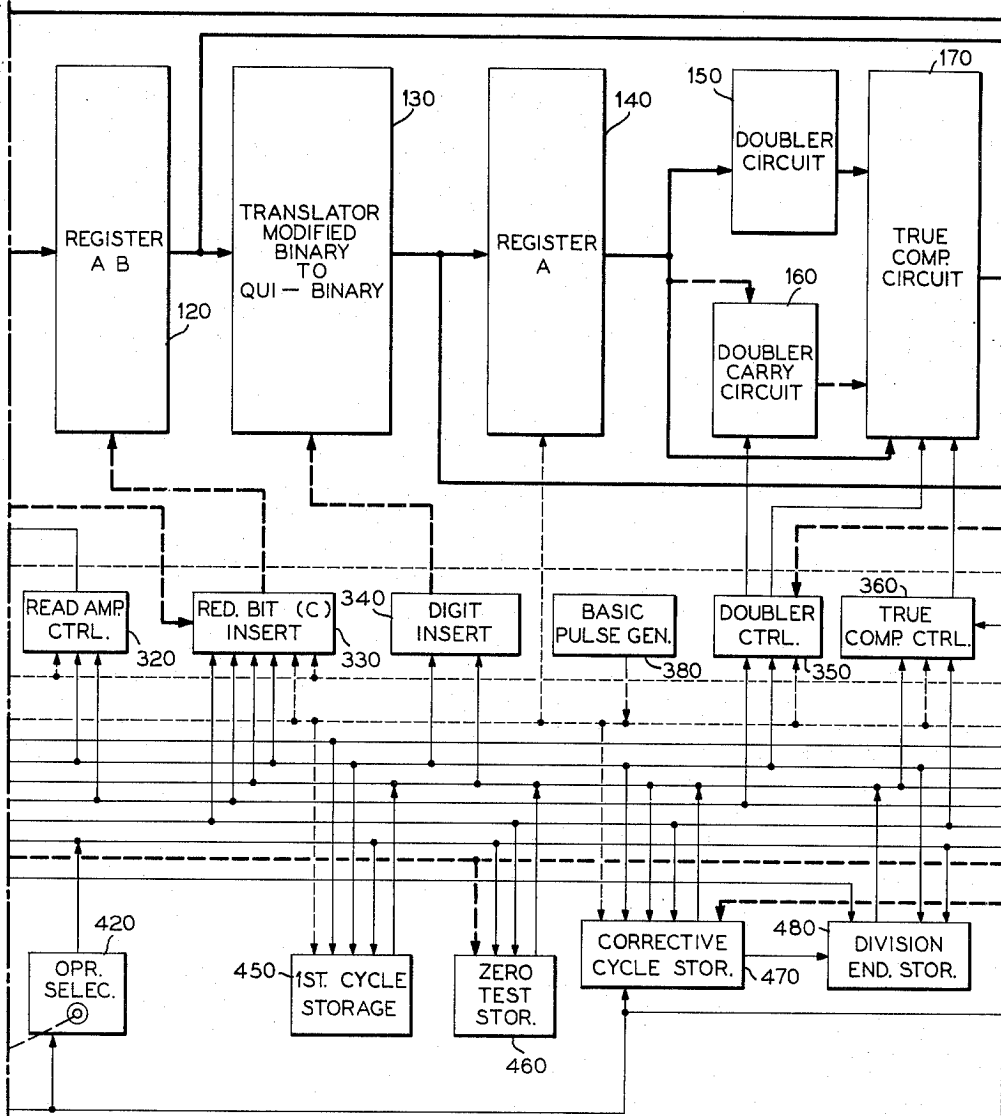 170
150
130
140
DOUBLER
CIRCUIT
TRANSLATOR
MODIFIED
BINARY
TO
QUI — BINARY
REGISTER
A B
REGISTER
A
TRUE
COMP.
CIRCUIT
160
120
DOUBLER
CARRY
CIRCUIT
360
340
READ AMP.
CTRL.
RED. BIT (C)
INSERT
DIGIT
INSERT
BASIC
PULSE GEN.
DOUBLER
CTRL.
TRUE
COMP. CTRL.
320
330
380
350
420
480
OPR.
SELEC.
450
1ST. CYCLE
STORAGE
ZERO
TEST
STOR.
CORRECTIVE
CYCLE STOR.
470
DIVISION
END. STOR.
460